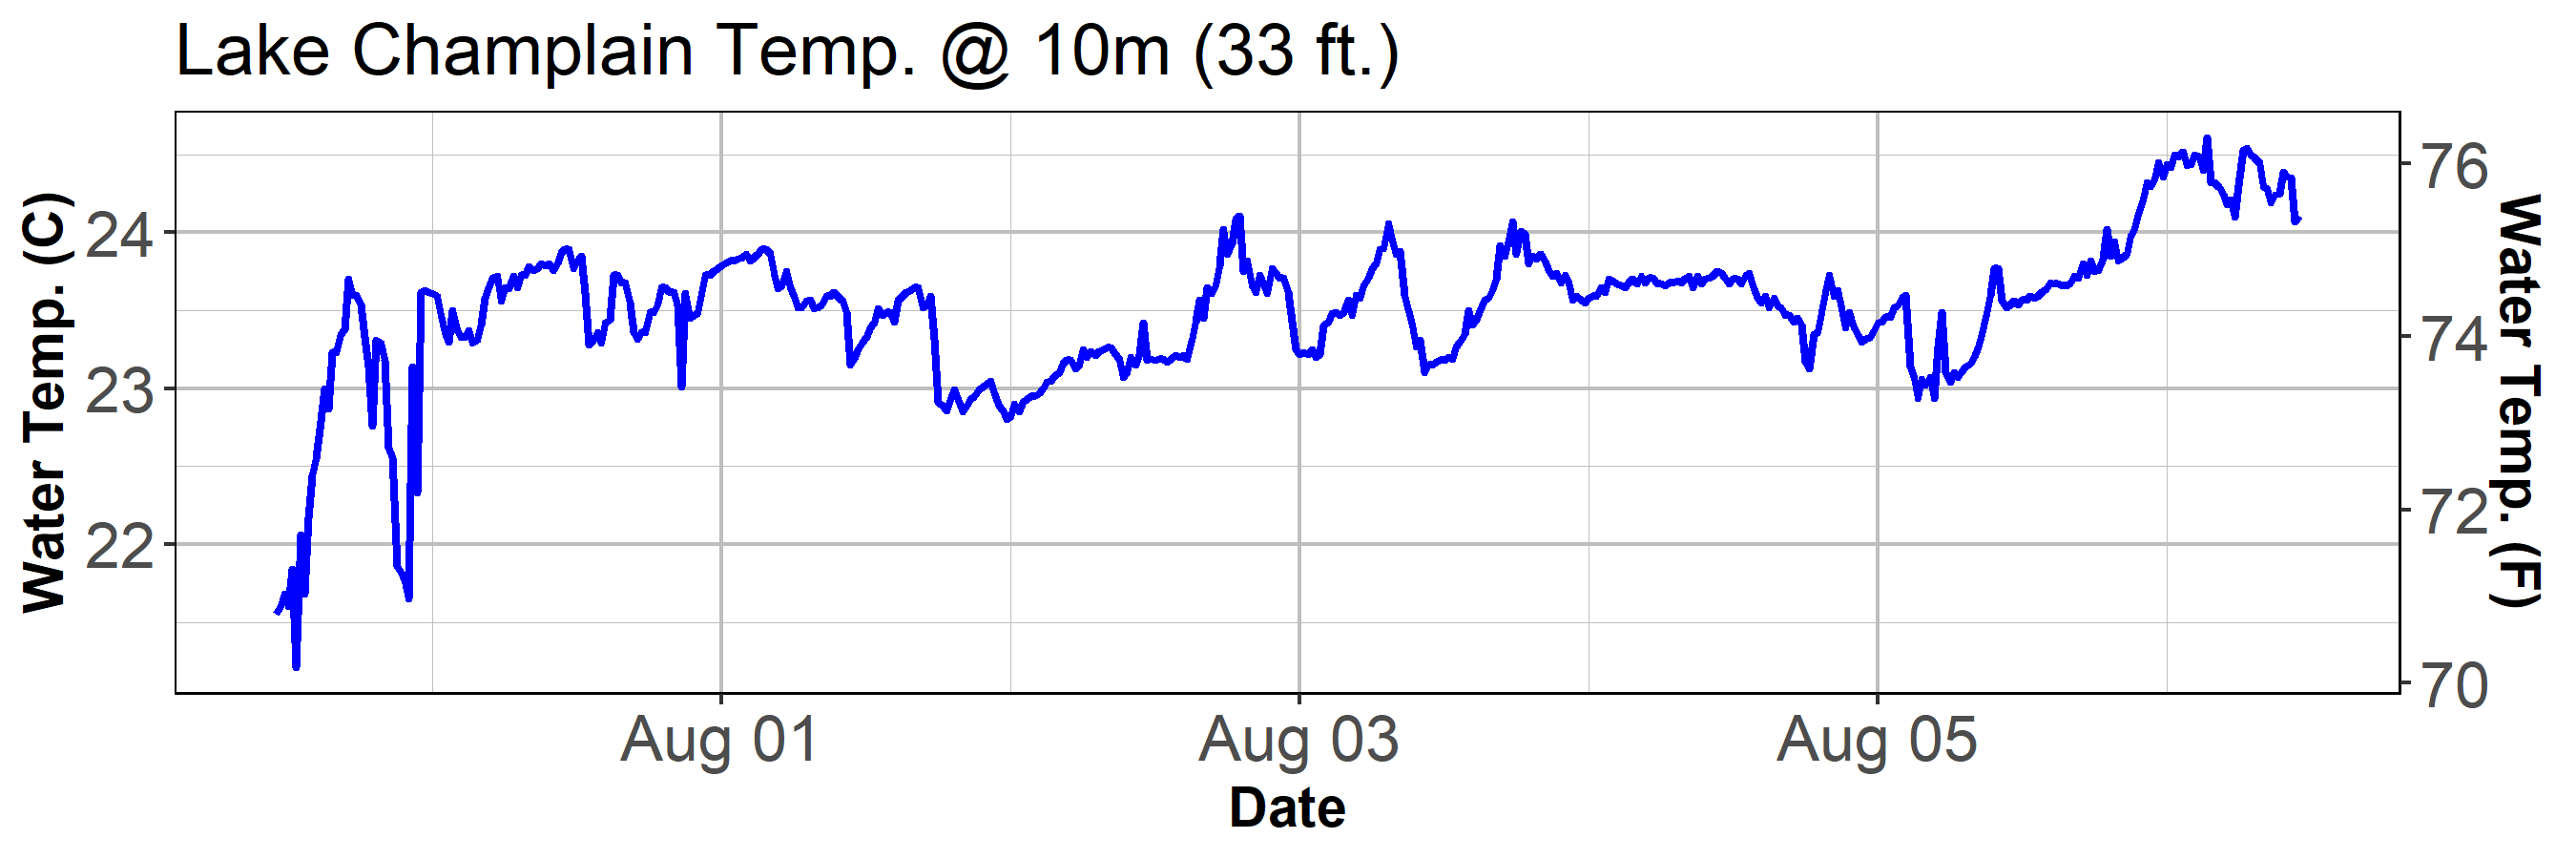 Lake Champlain Temp. @ 10m (33 ft.)
Water Temp. (C)
24
23
22
76
74
72
70
Water Temp. (F)
Aug 01
Aug 03
Aug 05
Date